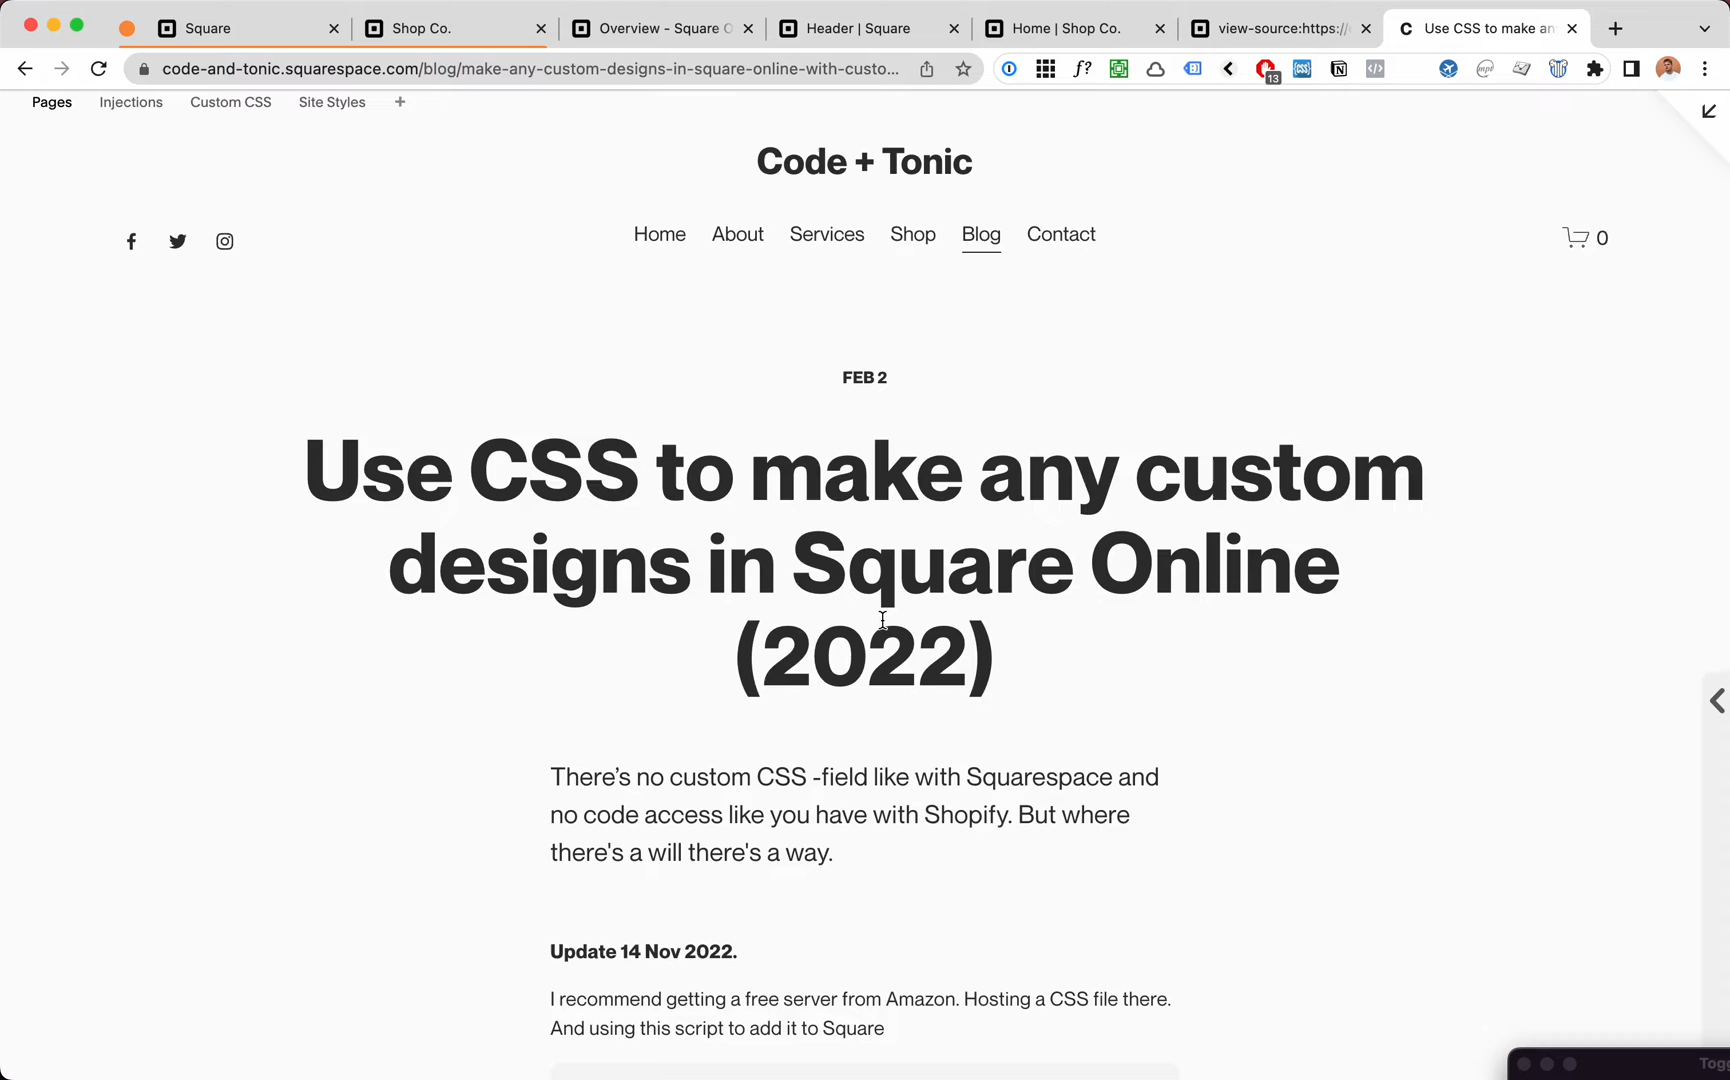 Square
Shop Co.
Overview - Square O
Header | Square
Home | Shop Co.
view-source:https://
C Use CSS to make an
code-and-tonic.squarespace.com/blog/make-any-custom-designs-in-square-online-with-custo...
f?
13
Pages
Injections
Custom CSS
Site Styles
+
Code + Tonic
Home
About
Services
Shop
Blog
Contact
0
FEB 2
Use CSS to make any custom
designs in Square Online
(2022)
There's no custom CSS -field like with Squarespace and
no code access like you have with Shopify. But where
there's a will there's a way.
Update 14 Nov 2022.
I recommend getting a free server from Amazon. Hosting a CSS file there.
And using this script to add it to Square
Togg